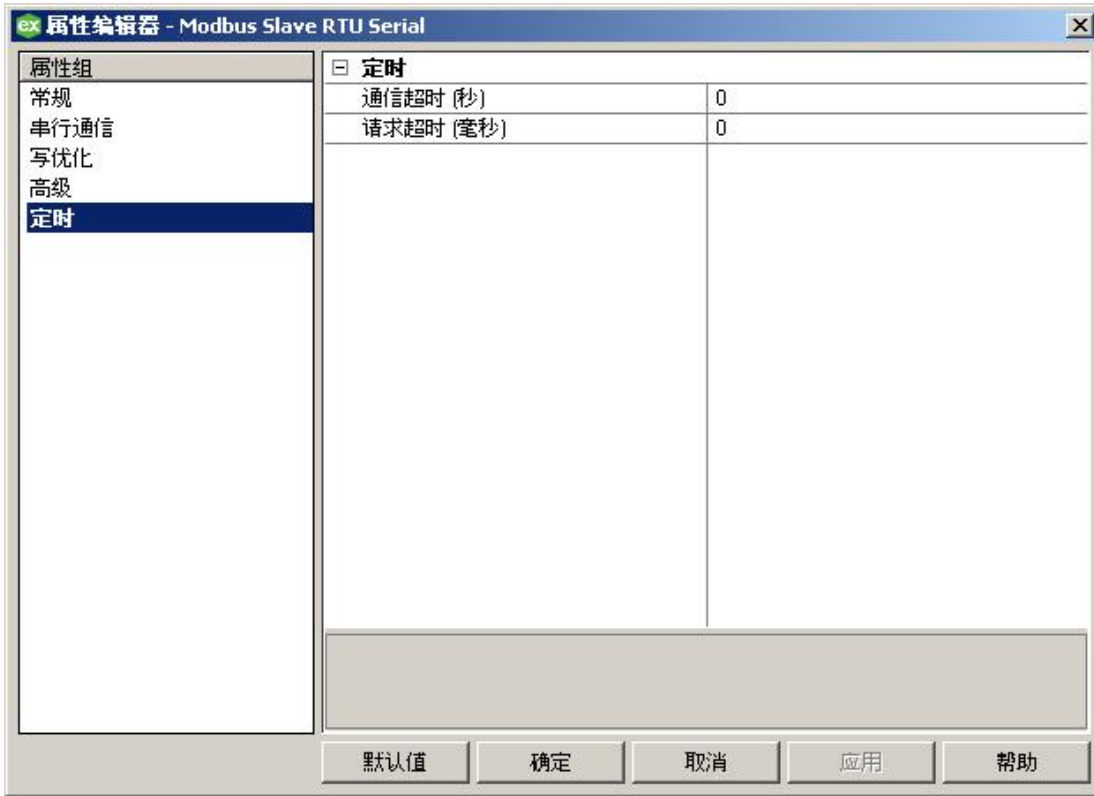 ex 属性编辑器 - Modbus Slave RTU Serial
属性组
常规
串行通信
写优化
高级
定时
定时
通信超时 (秒) 0
请求超时 (毫秒) 0
默认值 确定 取消 应用 帮助